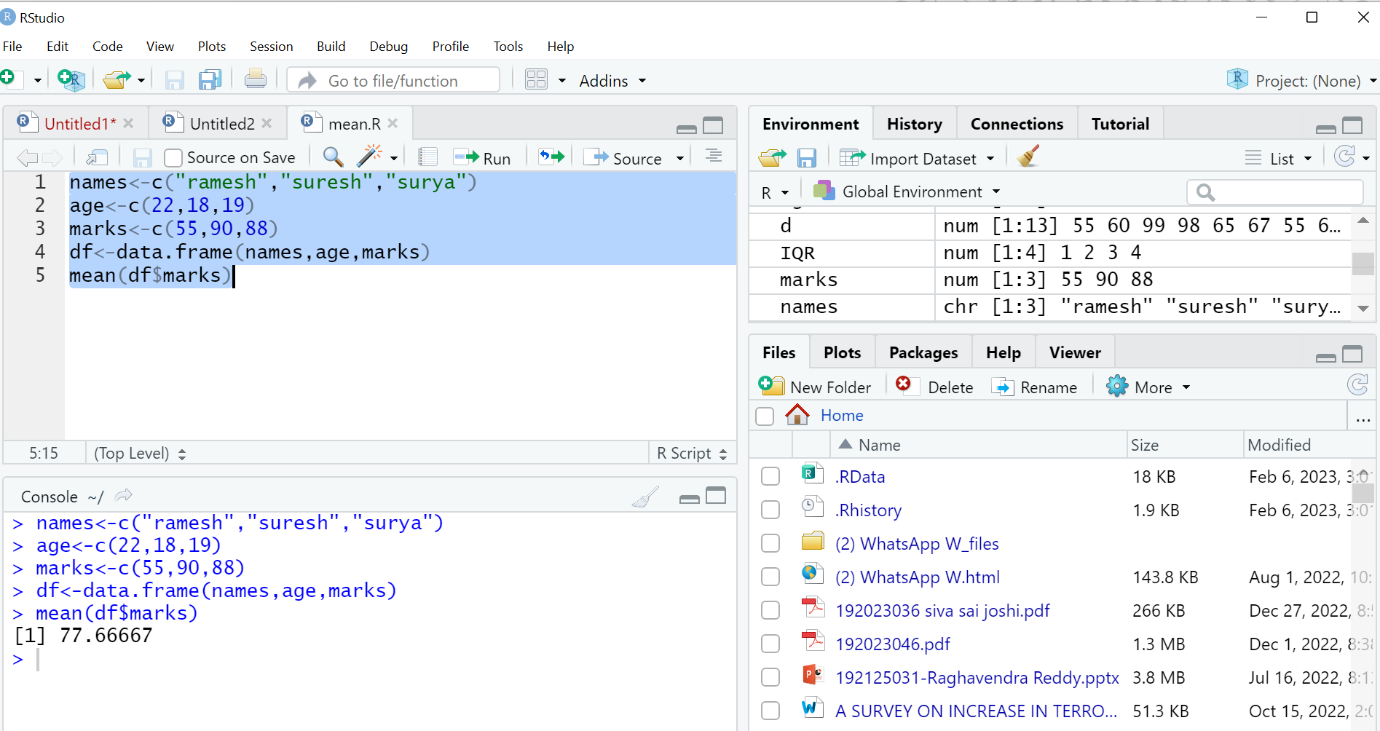 RStudio
File Edit Code View Plots Session Build Debug Profile Tools Help
Go to file/function Addins Project: (None)
Untitled1* Untitled2 mean.R
Source on Save Run Source
1 names<-c("ramesh","suresh","surya")
2 age<-c(22,18,19)
3 marks<-c(55,90,88)
4 df<-data.frame(names,age,marks)
5 mean(df$marks)
5:15 (Top Level) R Script
Console ~/
> names<-c("ramesh","suresh","surya")
> age<-c(22,18,19)
> marks<-c(55,90,88)
> df<-data.frame(names,age,marks)
> mean(df$marks)
[1] 77.66667
>
Environment History Connections Tutorial
Import Dataset List
R Global Environment
d num [1:13] 55 60 99 98 65 67 55 6...
IQR num [1:4] 1 2 3 4
marks num [1:3] 55 90 88
names chr [1:3] "ramesh" "suresh" "sury...
Files Plots Packages Help Viewer
New Folder Delete Rename More
Home ...
Name Size Modified
.RData 18 KB Feb 6, 2023,
.Rhistory 1.9 KB Feb 6, 2023,
(2) WhatsApp W_files
(2) WhatsApp W.html 143.8 KB Aug 1, 2022, 10:
192023036 siva sai joshi.pdf 266 KB Dec 27, 2022,
192023046.pdf 1.3 MB Dec 1, 2022,
192125031-Raghavendra Reddy.pptx 3.8 MB Jul 16, 2022,
A SURVEY ON INCREASE IN TERRO... 51.3 KB Oct 15, 2022,